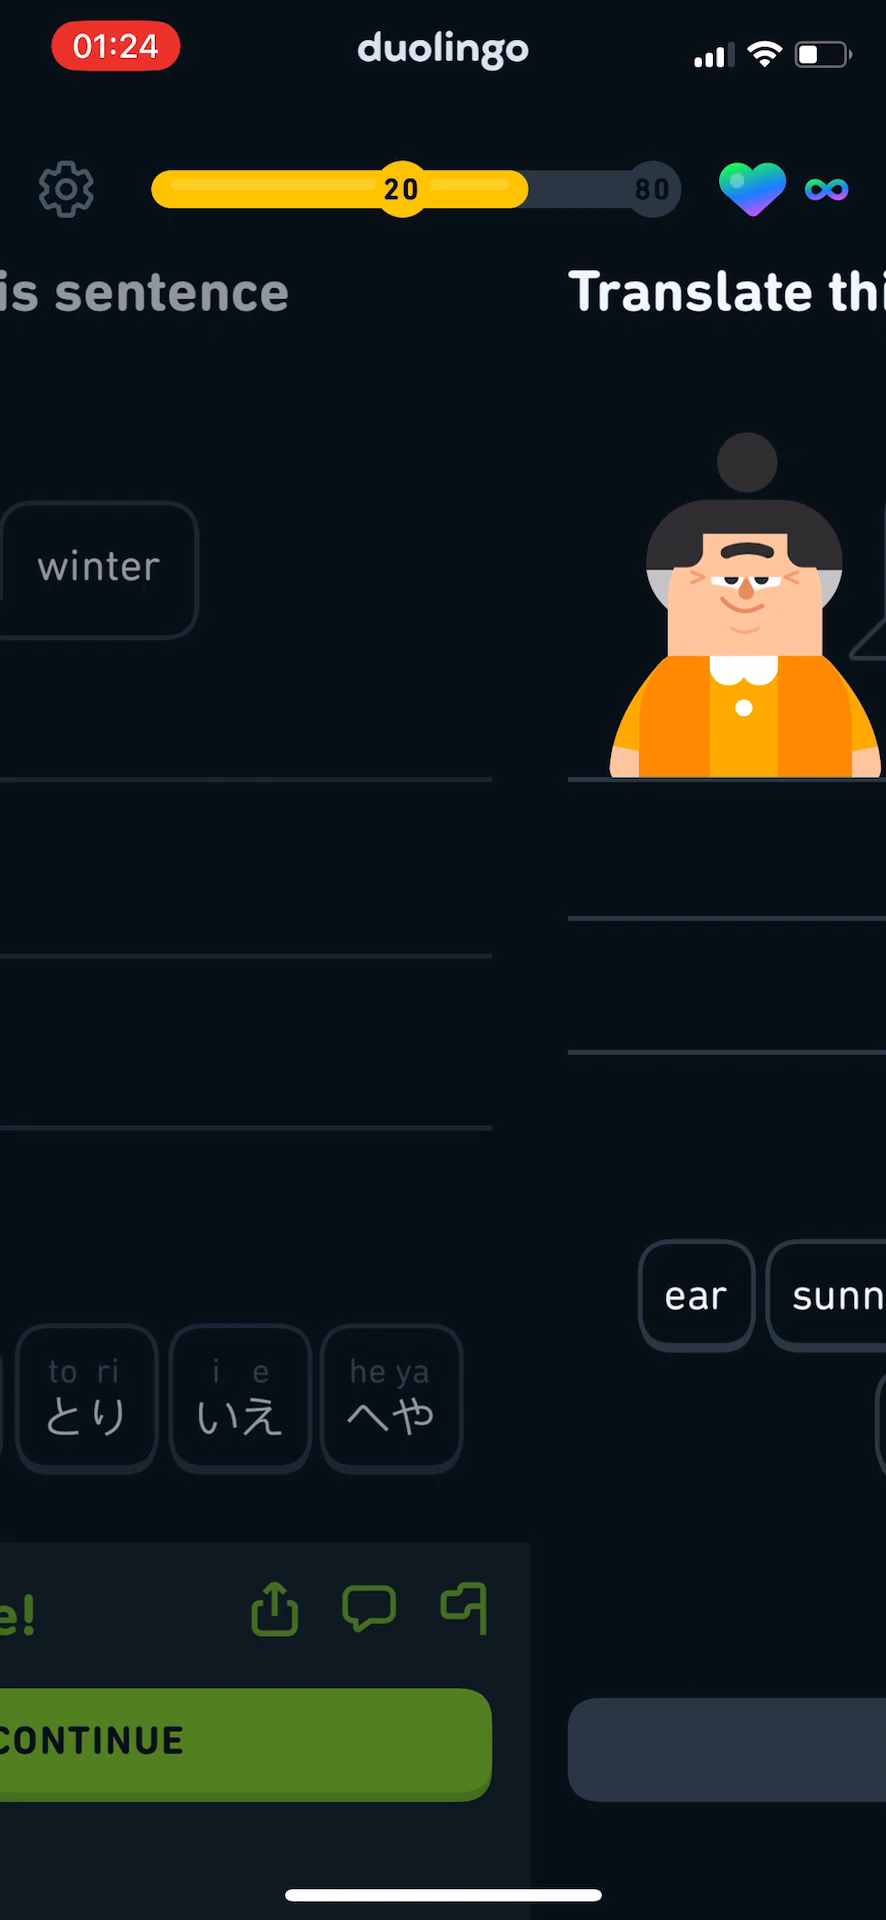 01:24
duolingo
20
80
is sentence
Translate thi
winter
ear
sunn
to ri
とり
i e
いえ
he ya
へや
e!
CONTINUE